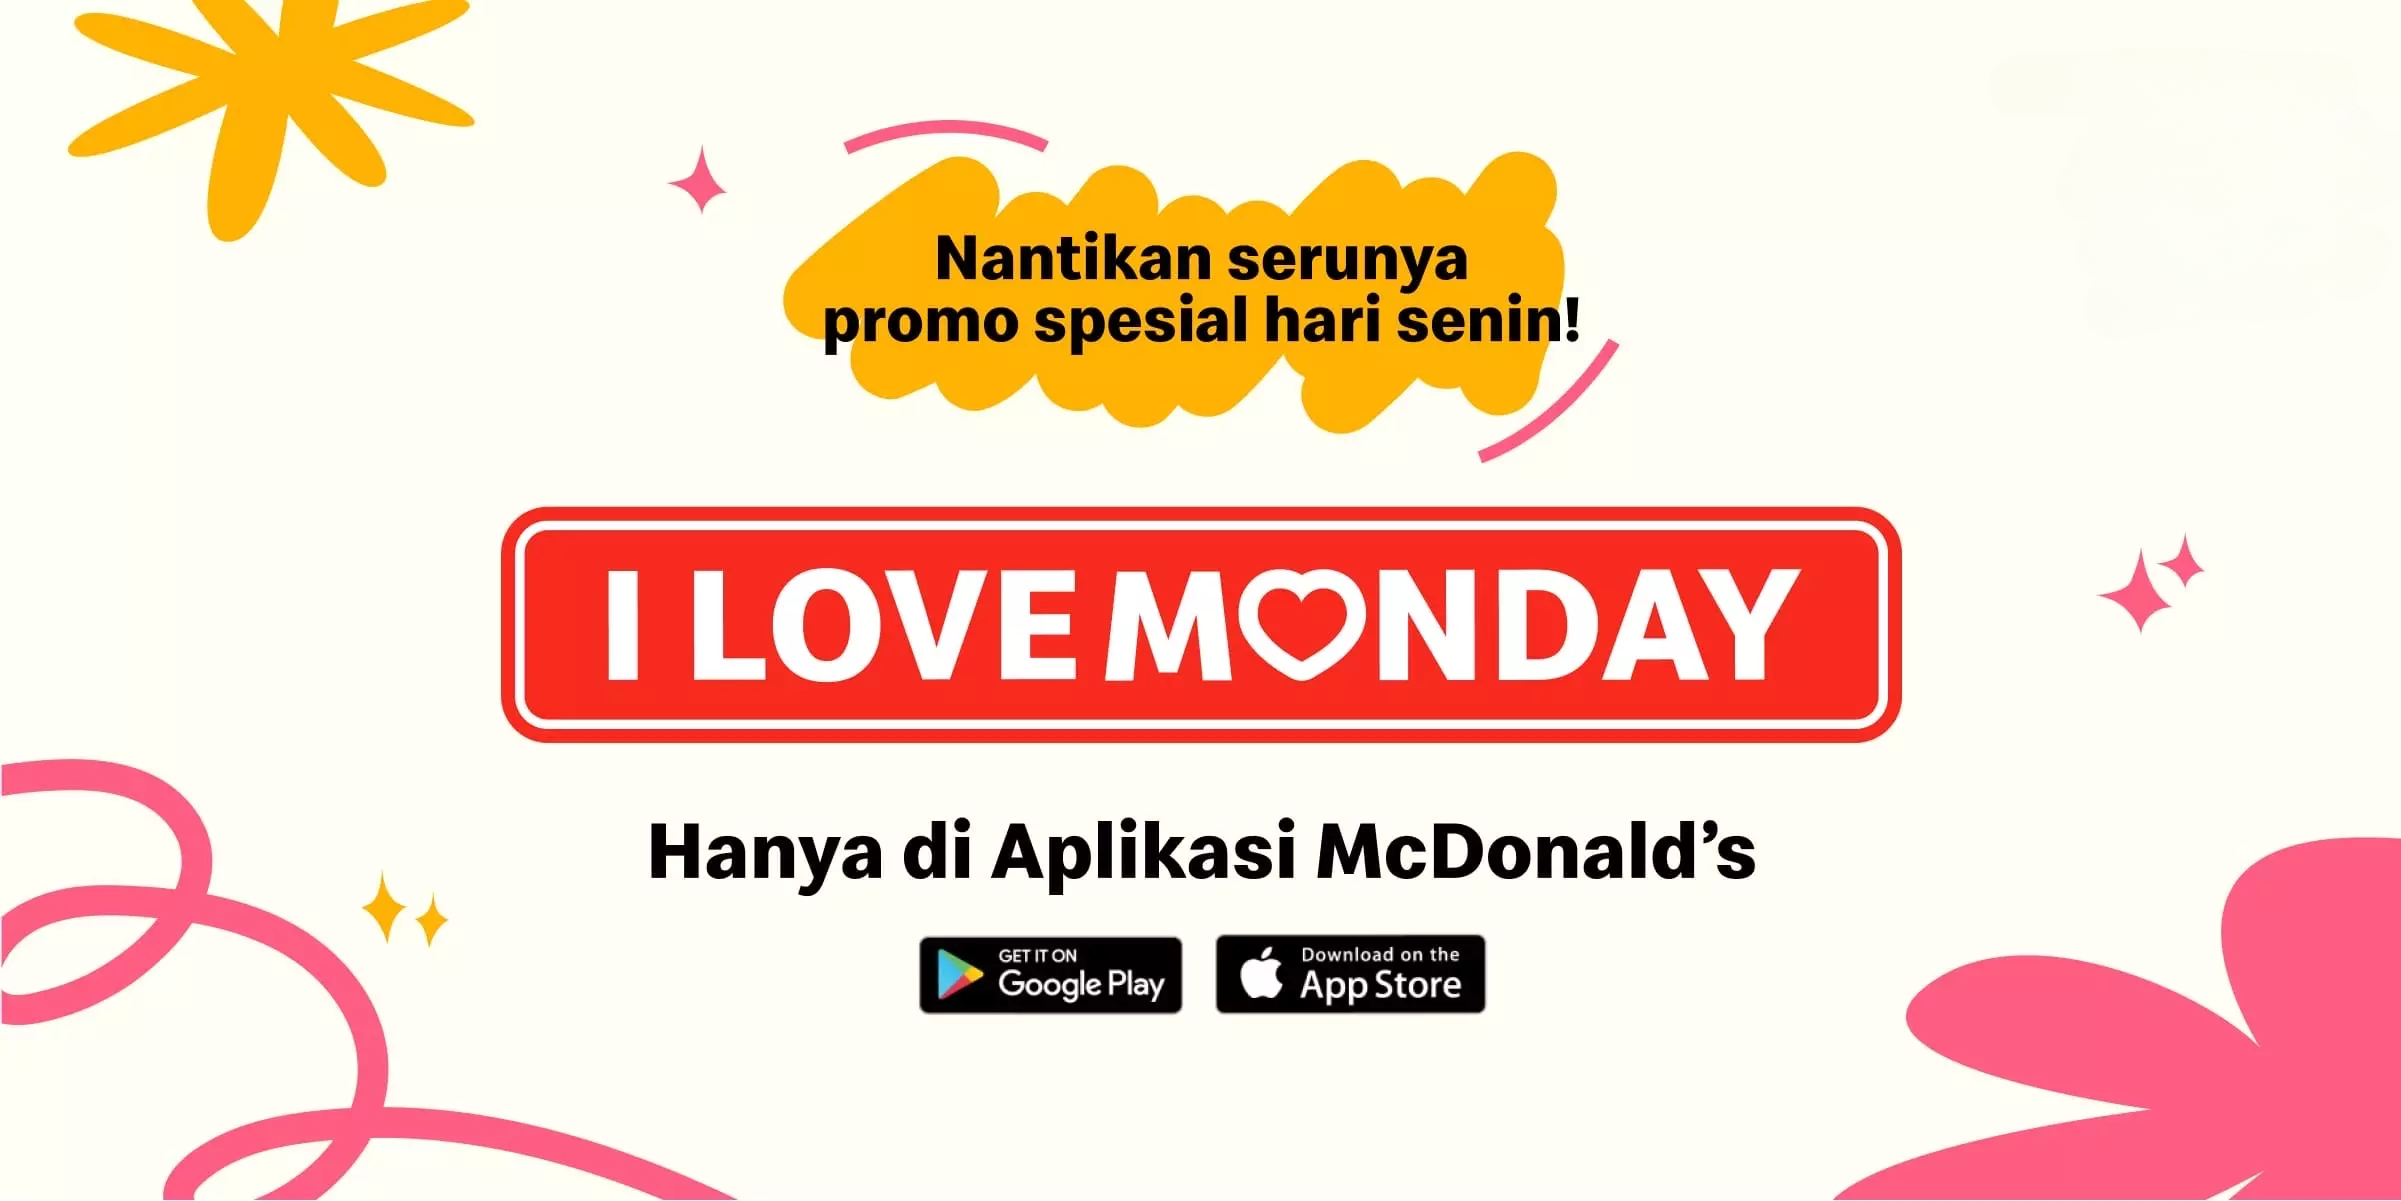 Nantikan serunya
promo spesial hari senin!
I LOVE MONDAY
Hanya di Aplikasi McDonald's
GET IT ON
Google Play
Download on the
App Store